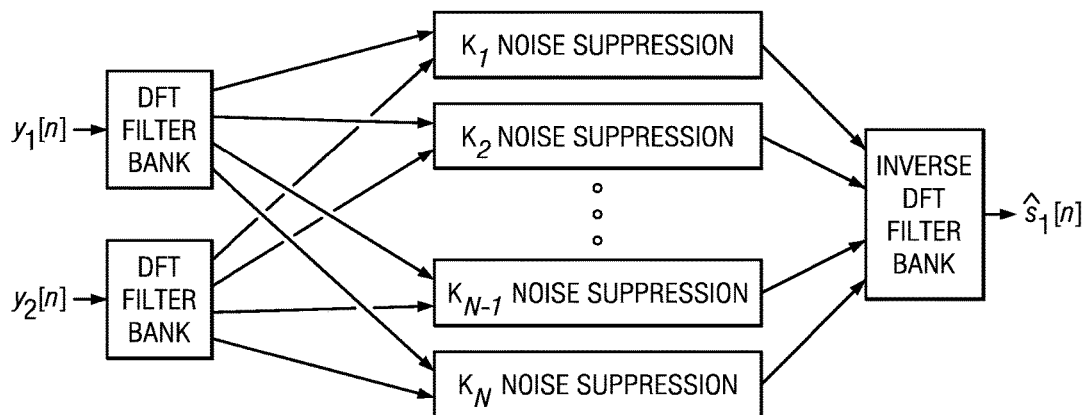 K1 NOISE SUPPRESSION
DFT
FILTER
BANK
y1[n]
K2 NOISE SUPPRESSION
INVERSE
DFT
FILTER
BANK
ŝ1[n]
DFT
FILTER
BANK
y2[n]
KN-1 NOISE SUPPRESSION
KN NOISE SUPPRESSION